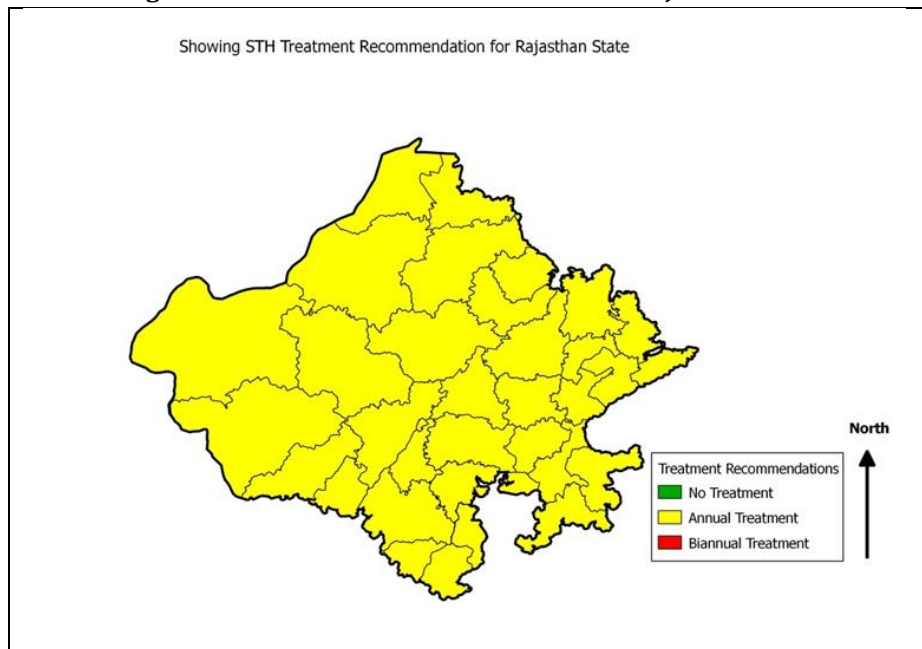 Showing STH Treatment Recommendation for Rajasthan State
North
Treatment Recommendations
No Treatment
Annual Treatment
Biannual Treatment